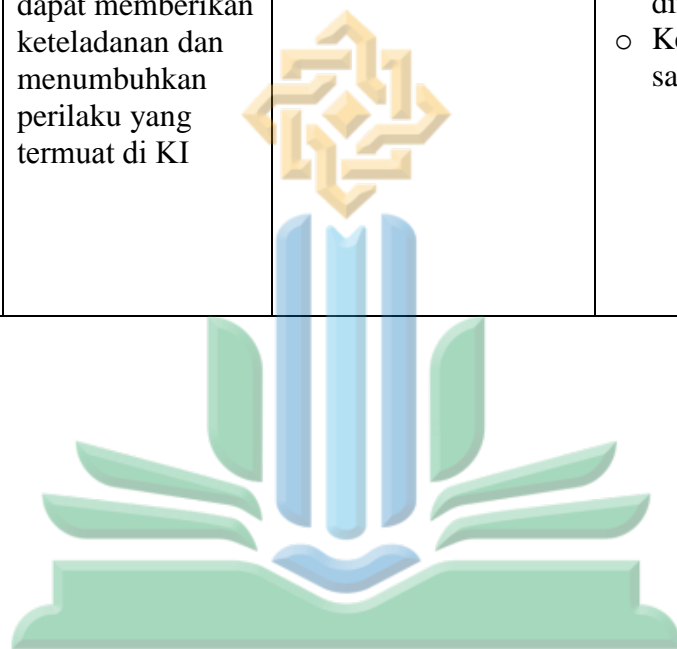 dapat memberikan
keteladanan dan
menumbuhkan
perilaku yang
termuat di KI